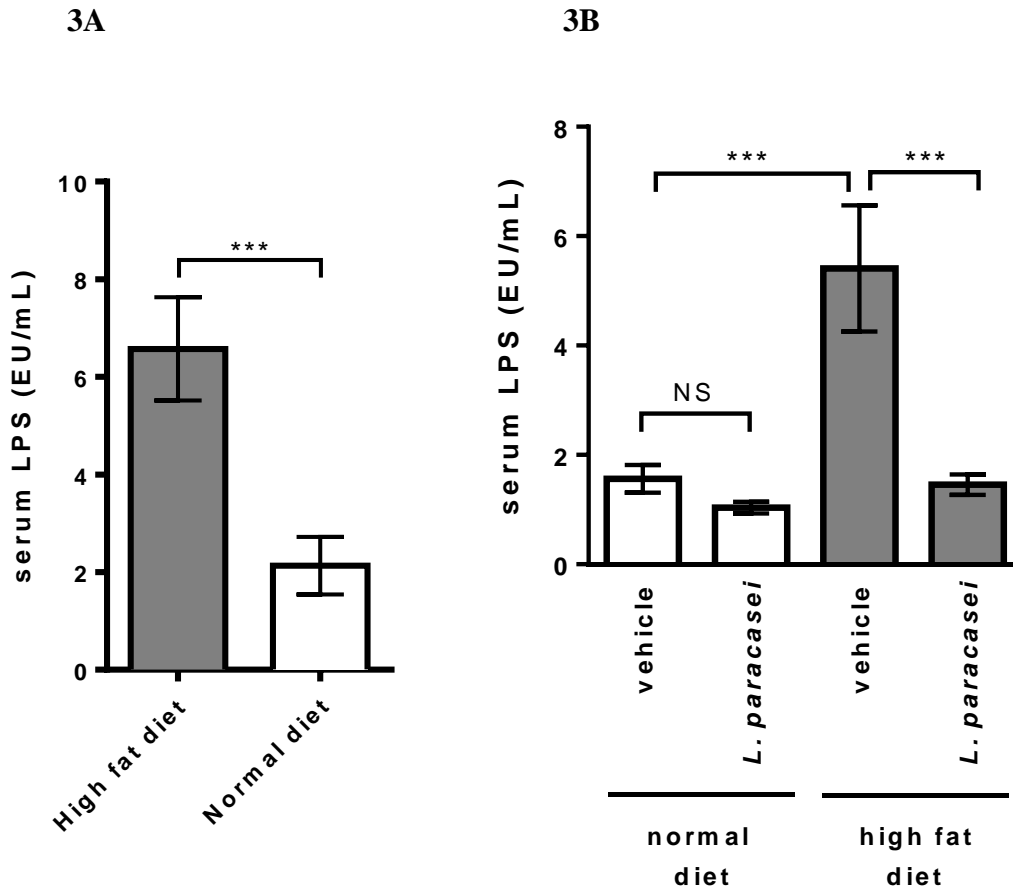 3A
3B
serum LPS (EU/mL)
10
8
6
4
2
0
***
High fat diet
Normal diet
serum LPS (EU/mL)
8
6
4
2
0
***
***
NS
vehicle
L. paracasei
vehicle
L. paracasei
normal
diet
high fat
diet